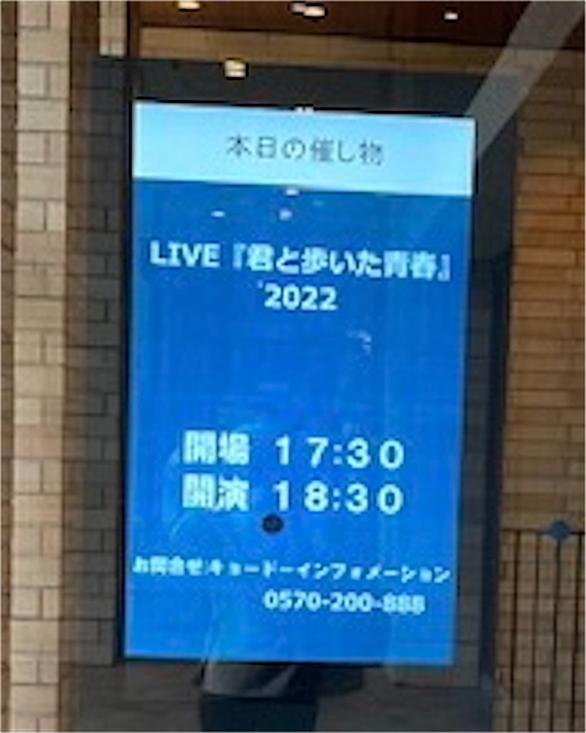 本日の催し物
LIVE『君と歩いた青春』
2022
開場 17:30
開演 18:30
お問合せ:キョードーインフォメーション
0570-200-888